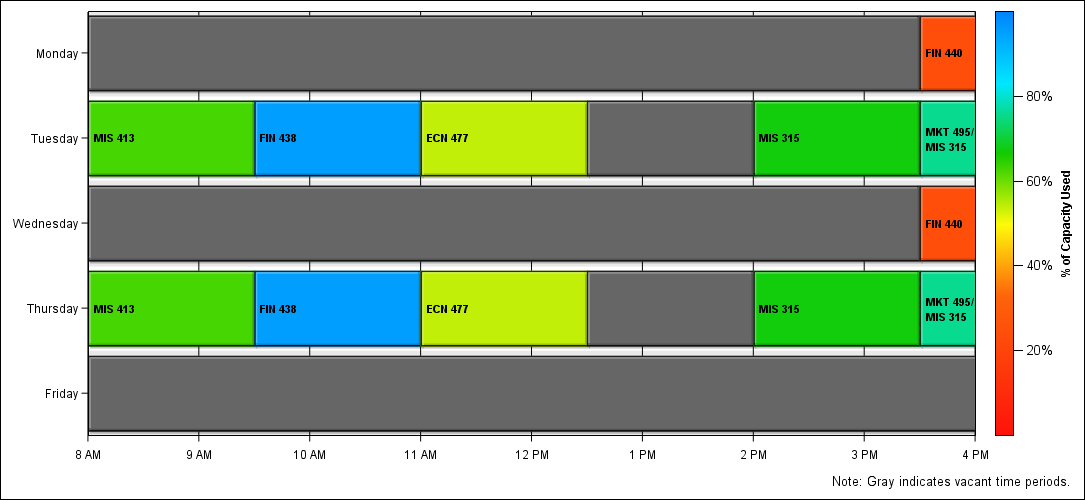 Monday
FIN 440
80%
Tuesday
MIS 413
FIN 438
ECN 477
MIS 315
MKT 495/
MIS 315
60%
Wednesday
FIN 440
% of Capacity Used
40%
Thursday
MIS 413
FIN 438
ECN 477
MIS 315
MKT 495/
MIS 315
20%
Friday
8 AM
9 AM
10 AM
11 AM
12 PM
1 PM
2 PM
3 PM
4 PM
Note: Gray indicates vacant time periods.